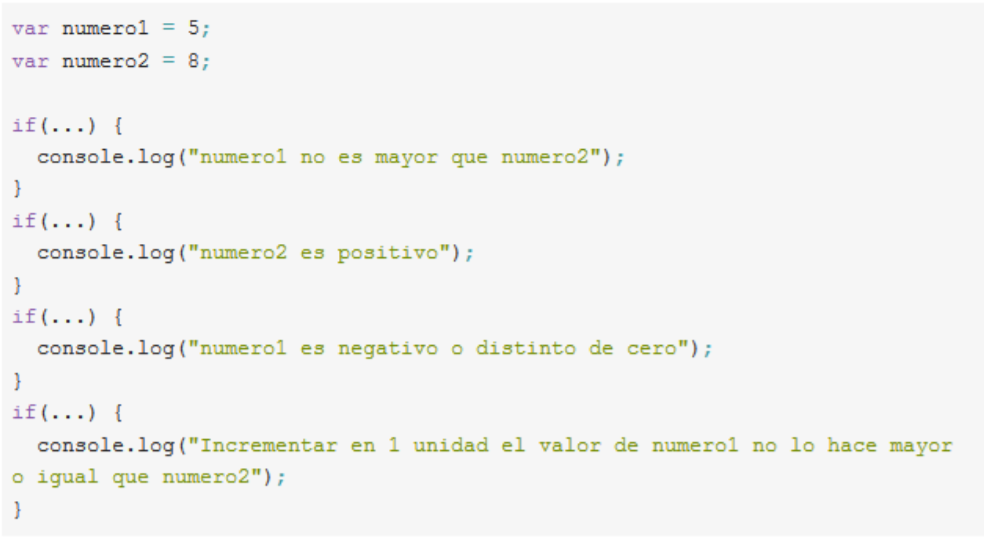 var numero1 = 5;
var numero2 = 8;
if(...) {
  console.log("numero1 no es mayor que numero2");
}
if(...) {
  console.log("numero2 es positivo");
}
if(...) {
  console.log("numero1 es negativo o distinto de cero");
}
if(...) {
  console.log("Incrementar en 1 unidad el valor de numero1 no lo hace mayor
o igual que numero2");
}